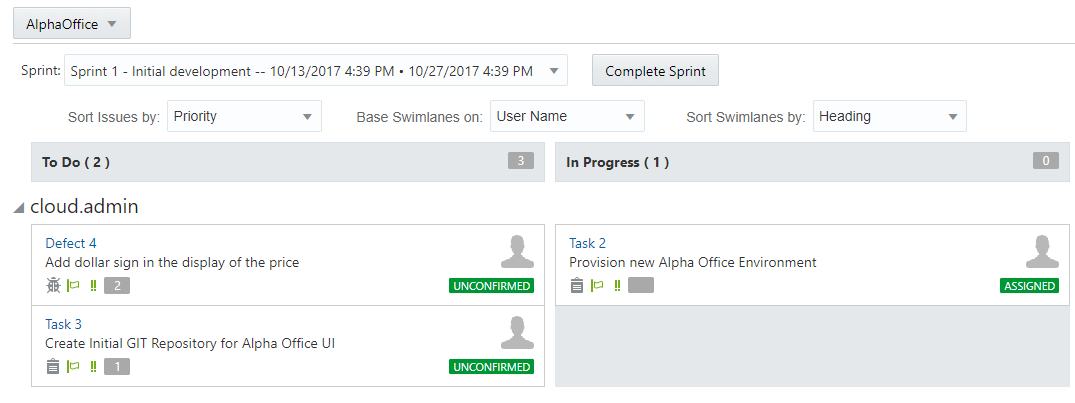 AlphaOffice
Sprint: Sprint 1 - Initial development -- 10/13/2017 4:39 PM • 10/27/2017 4:39 PM Complete Sprint
Sort Issues by: Priority Base Swimlanes on: User Name Sort Swimlanes by: Heading
To Do ( 2 ) 3 In Progress ( 1 ) 0
cloud.admin
Defect 4
Add dollar sign in the display of the price
2 UNCONFIRMED
Task 3
Create Initial GIT Repository for Alpha Office UI
1 UNCONFIRMED
Task 2
Provision new Alpha Office Environment
ASSIGNED